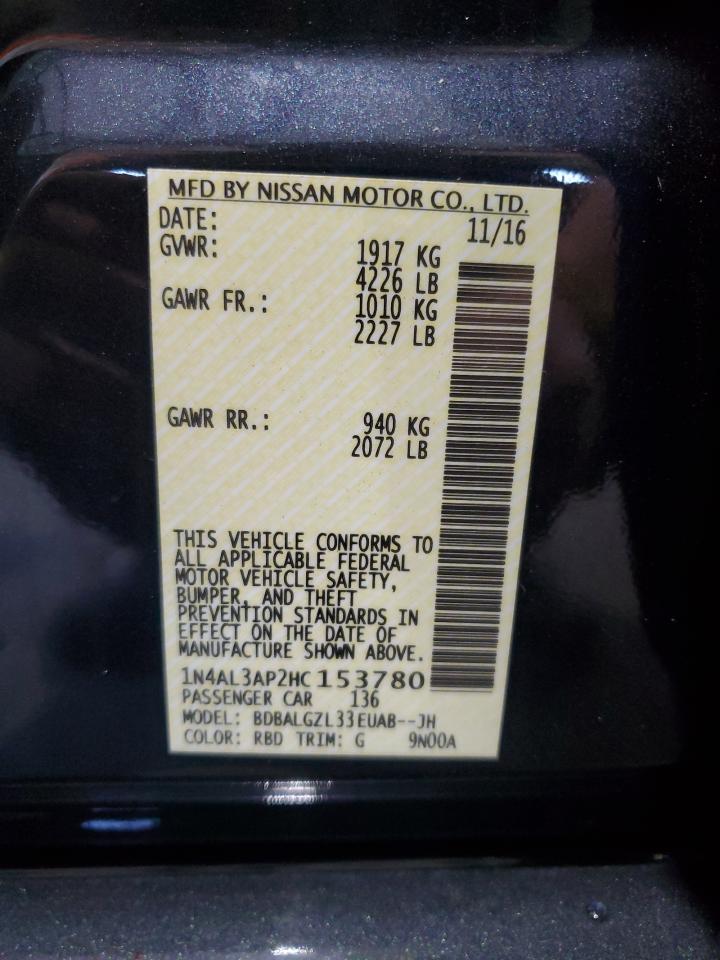 MFD BY NISSAN MOTOR CO., LTD.
DATE: 11/16
GVWR: 1917 KG
4226 LB
GAWR FR.: 1010 KG
2227 LB
GAWR RR.: 940 KG
2072 LB
THIS VEHICLE CONFORMS TO
ALL APPLICABLE FEDERAL
MOTOR VEHICLE SAFETY,
BUMPER, AND THEFT
PREVENTION STANDARDS IN
EFFECT ON THE DATE OF
MANUFACTURE SHOWN ABOVE.
1N4AL3AP2HC153780
PASSENGER CAR 136
MODEL: BDBALGZL33EUAB--JH
COLOR: RBD TRIM: G 9N00A